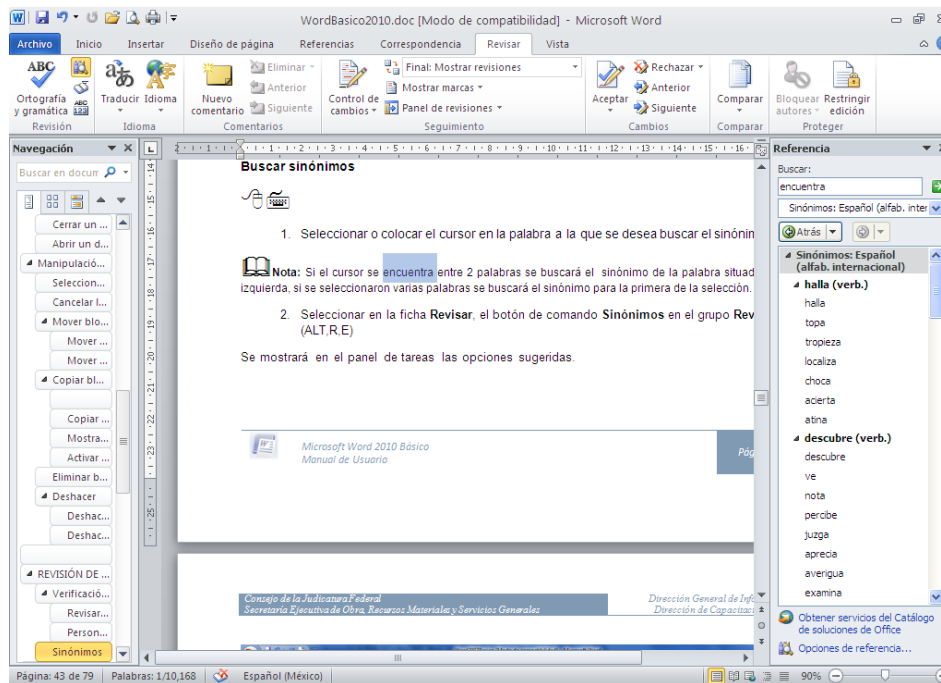 WordBasico2010.doc [Modo de compatibilidad] - Microsoft Word
Archivo Inicio Insertar Diseño de página Referencias Correspondencia Revisar Vista
ABC
Ortografía y gramática
ABC
Traducir
Idioma
Nuevo comentario
Eliminar
Anterior
Siguiente
Control de cambios
Final: Mostrar revisiones
Mostrar marcas
Panel de revisiones
Aceptar
Rechazar
Anterior
Siguiente
Comparar
Bloquear autores
Restringir edición
Revisión Idioma Comentarios Seguimiento Cambios Comparar Proteger
Navegación
Buscar en docum
Cerrar un ...
Abrir un d...
Manipulació...
Seleccion...
Cancelar l...
Mover blo...
Mover ...
Mover ...
Copiar bl...
Copiar ...
Mostra...
Activar ...
Eliminar b...
Deshacer
Deshac...
Deshac...
REVISIÓN DE ...
Verificació...
Revisar...
Person...
Sinónimos
Buscar sinónimos
1. Seleccionar o colocar el cursor en la palabra a la que se desea buscar el sinónim
Nota: Si el cursor se encuentra entre 2 palabras se buscará el sinónimo de la palabra situad
izquierda, si se seleccionaron varias palabras se buscará el sinónimo para la primera de la selección.
2. Seleccionar en la ficha Revisar, el botón de comando Sinónimos en el grupo Rev
(ALT,R,E)
Se mostrará en el panel de tareas las opciones sugeridas.
Microsoft Word 2010 Básico
Manual de Usuario
Pág
Consejo de la Judicatura Federal
Secretaría Ejecutiva de Obra, Recursos Materiales y Servicios Generales
Dirección General de Info
Dirección de Capacitaci
Referencia
Buscar:
encuentra
Sinónimos: Español (alfab. inter
Atrás
Sinónimos: Español
(alfab. internacional)
halla (verb.)
halla
topa
tropieza
localiza
choca
acierta
atina
descubre (verb.)
descubre
ve
nota
percibe
juzga
aprecia
averigua
examina
Obtener servicios del Catálogo
de soluciones de Office
Opciones de referencia...
Página: 43 de 79 Palabras: 1/10,168 Español (México) 90%